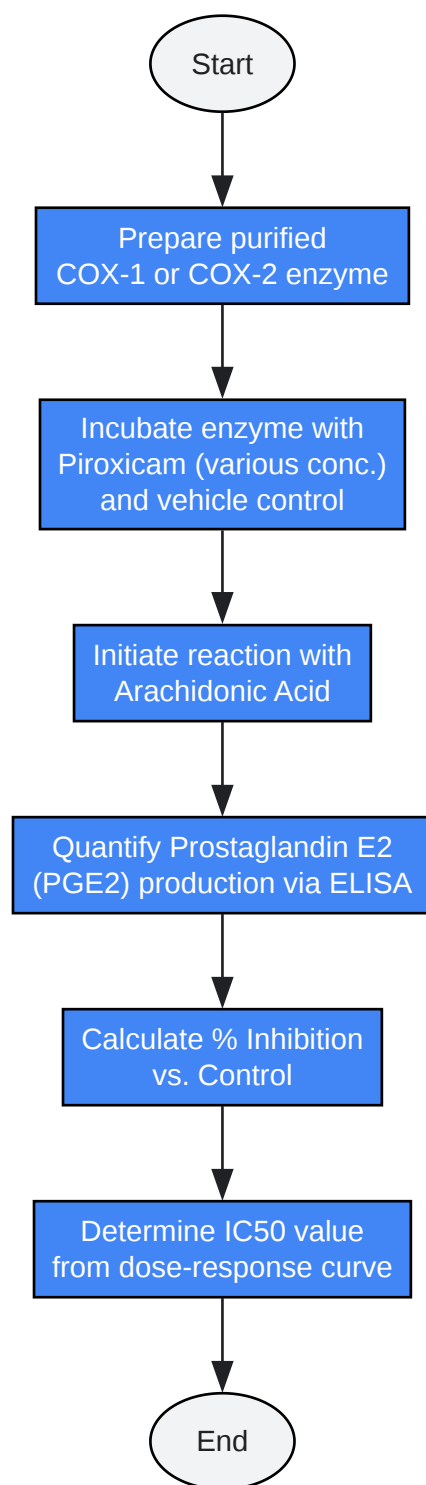 Start
Prepare purified
COX-1 or COX-2 enzyme
Incubate enzyme with
Piroxicam (various conc.)
and vehicle control
Initiate reaction with
Arachidonic Acid
Quantify Prostaglandin E2
(PGE2) production via ELISA
Calculate % Inhibition
vs. Control
Determine IC50 value
from dose-response curve
End